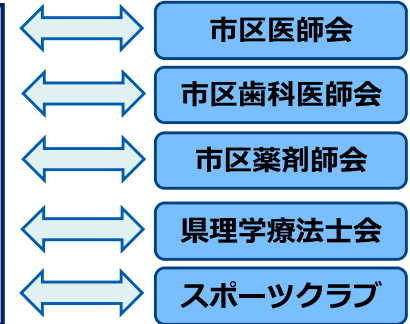 市区医師会
市区歯科医師会
市区薬剤師会
県理学療法士会
スポーツクラブ